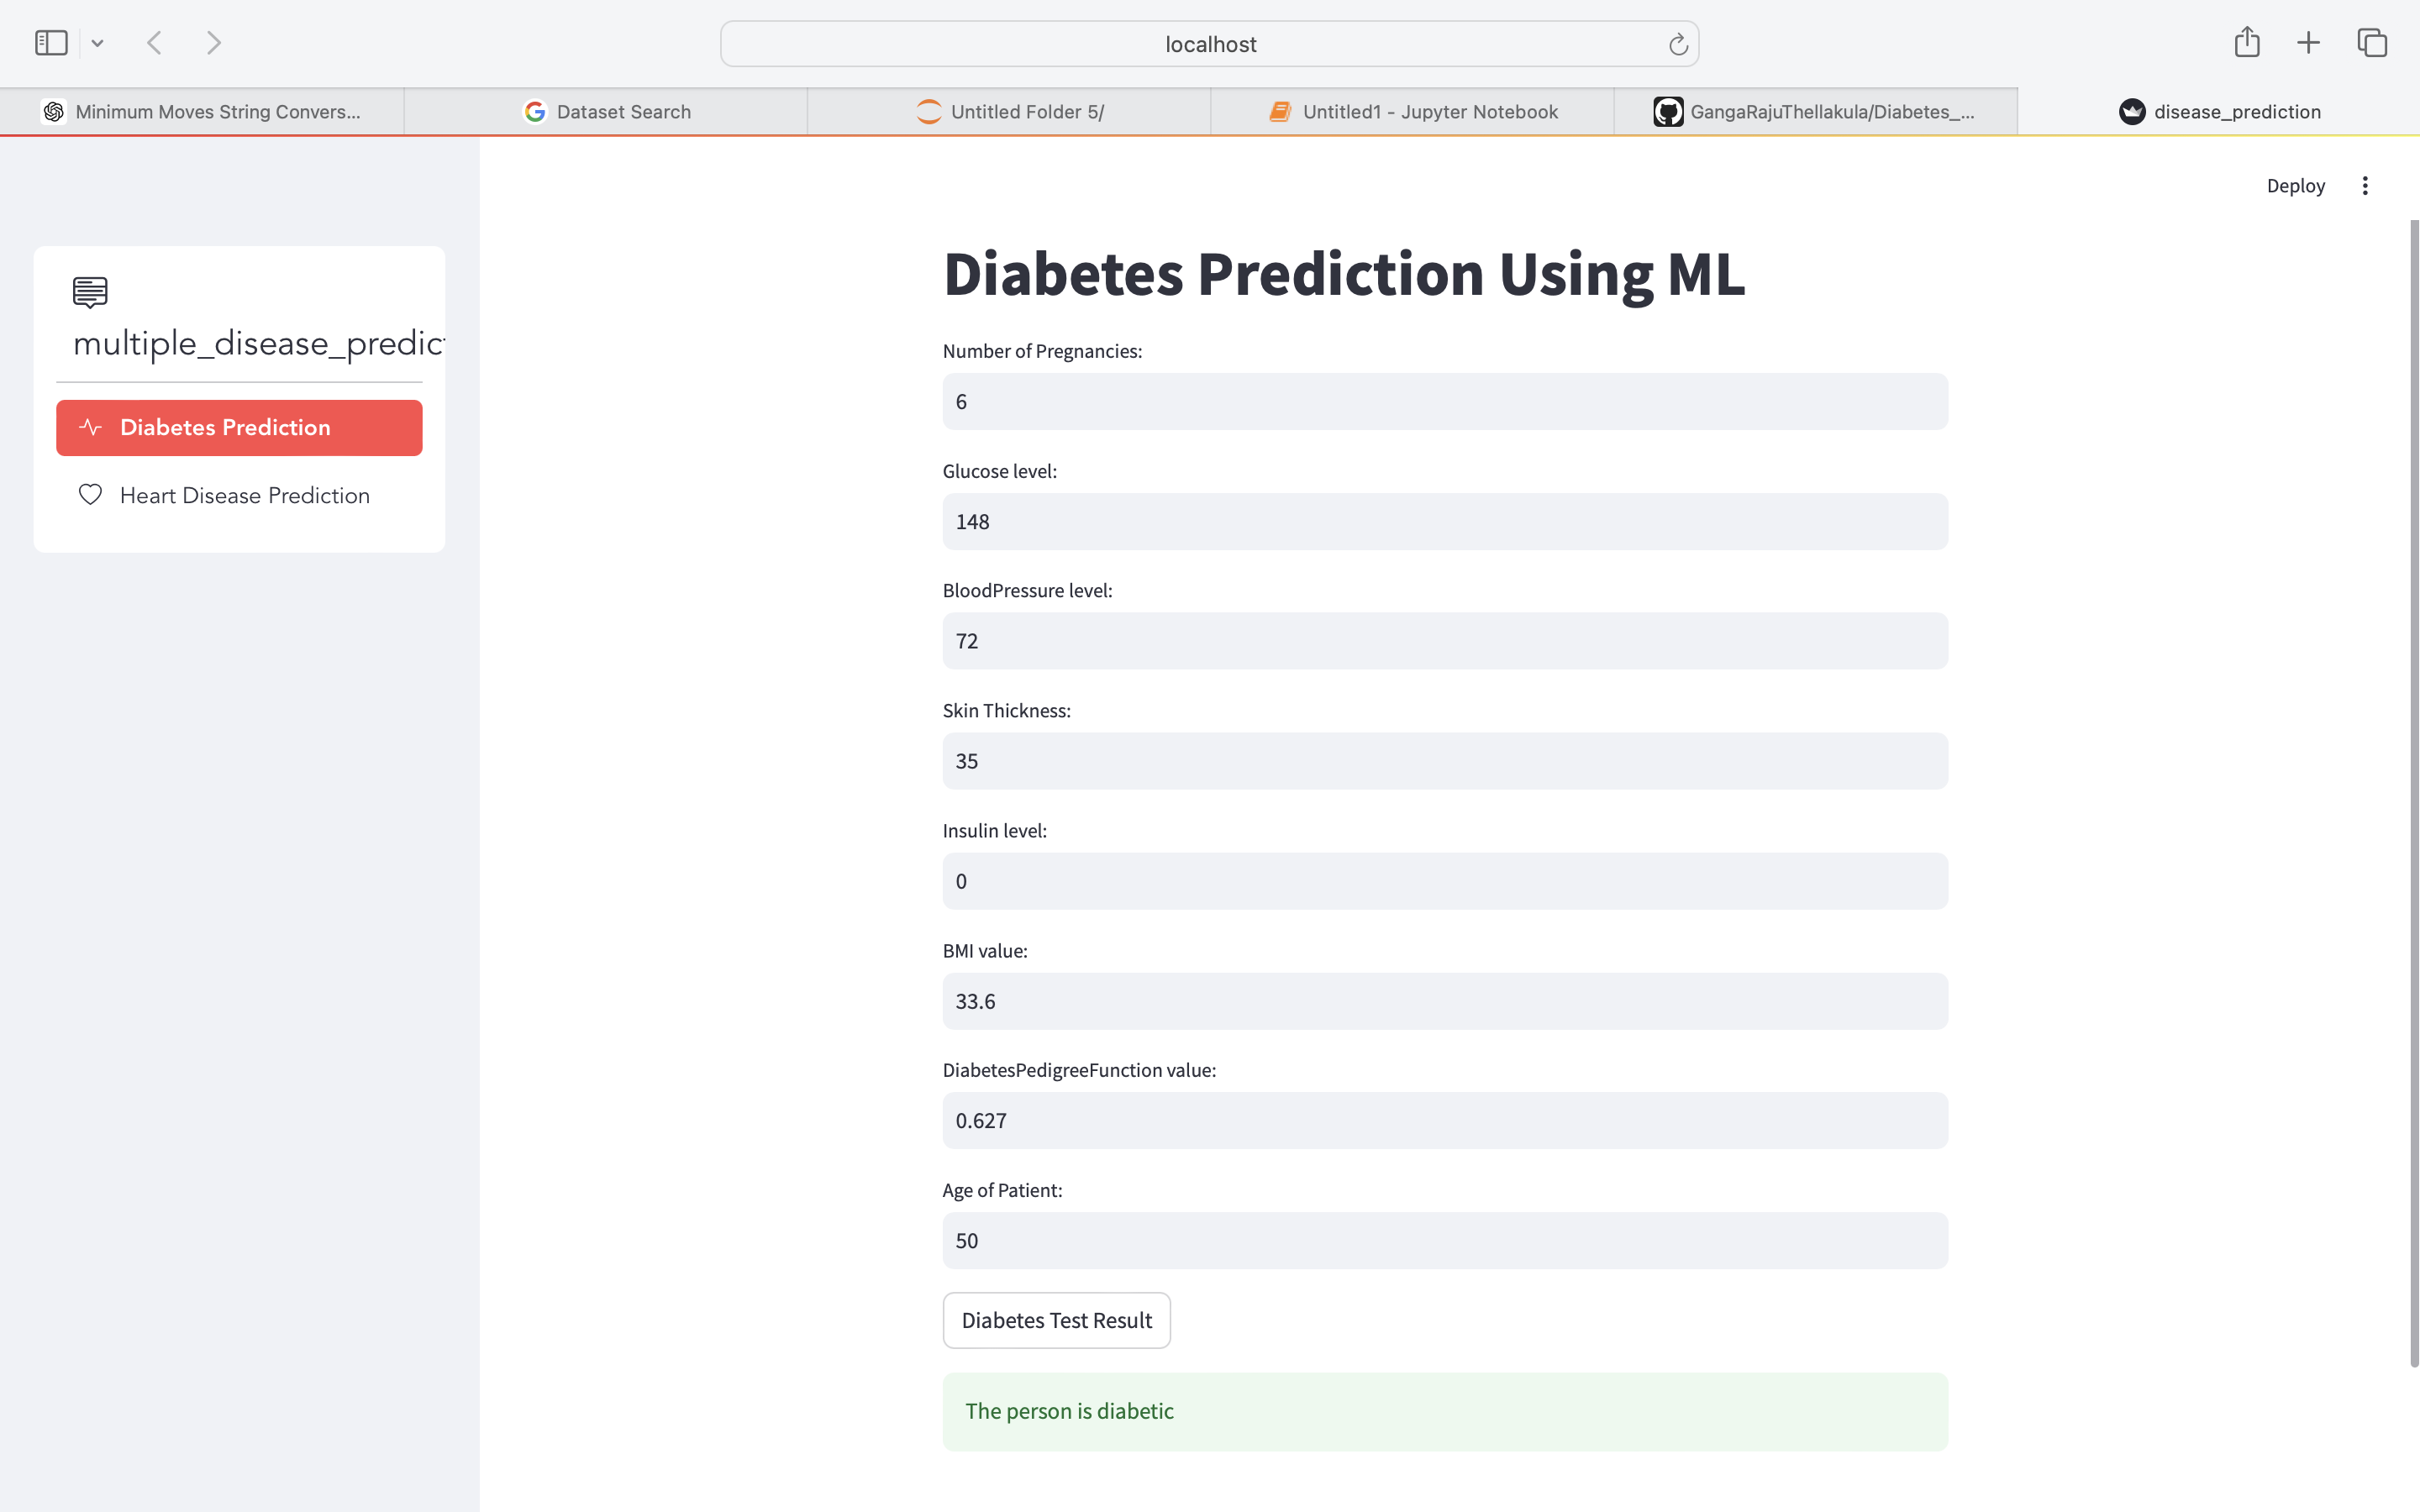 localhost
Minimum Moves String Convers...
Dataset Search
Untitled Folder 5/
Untitled1 - Jupyter Notebook
GangaRajuThellakula/Diabetes_...
disease_prediction
Deploy
multiple_disease_predict
Diabetes Prediction
Heart Disease Prediction
Diabetes Prediction Using ML
Number of Pregnancies:
6
Glucose level:
148
BloodPressure level:
72
Skin Thickness:
35
Insulin level:
0
BMI value:
33.6
DiabetesPedigreeFunction value:
0.627
Age of Patient:
50
Diabetes Test Result
The person is diabetic